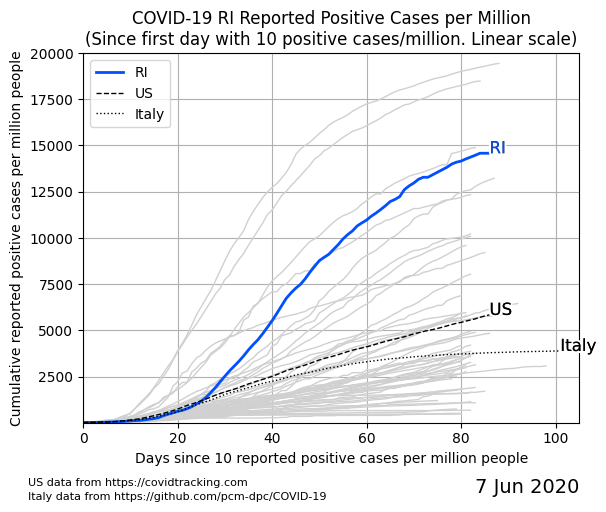 COVID-19 RI Reported Positive Cases per Million
(Since first day with 10 positive cases/million. Linear scale)
Cumulative reported positive cases per million people
20000
17500
15000
12500
10000
7500
5000
2500
RI
US
Italy
RI
US
Italy
0
20
40
60
80
100
Days since 10 reported positive cases per million people
US data from https://covidtracking.com
Italy data from https://github.com/pcm-dpc/COVID-19
7 Jun 2020